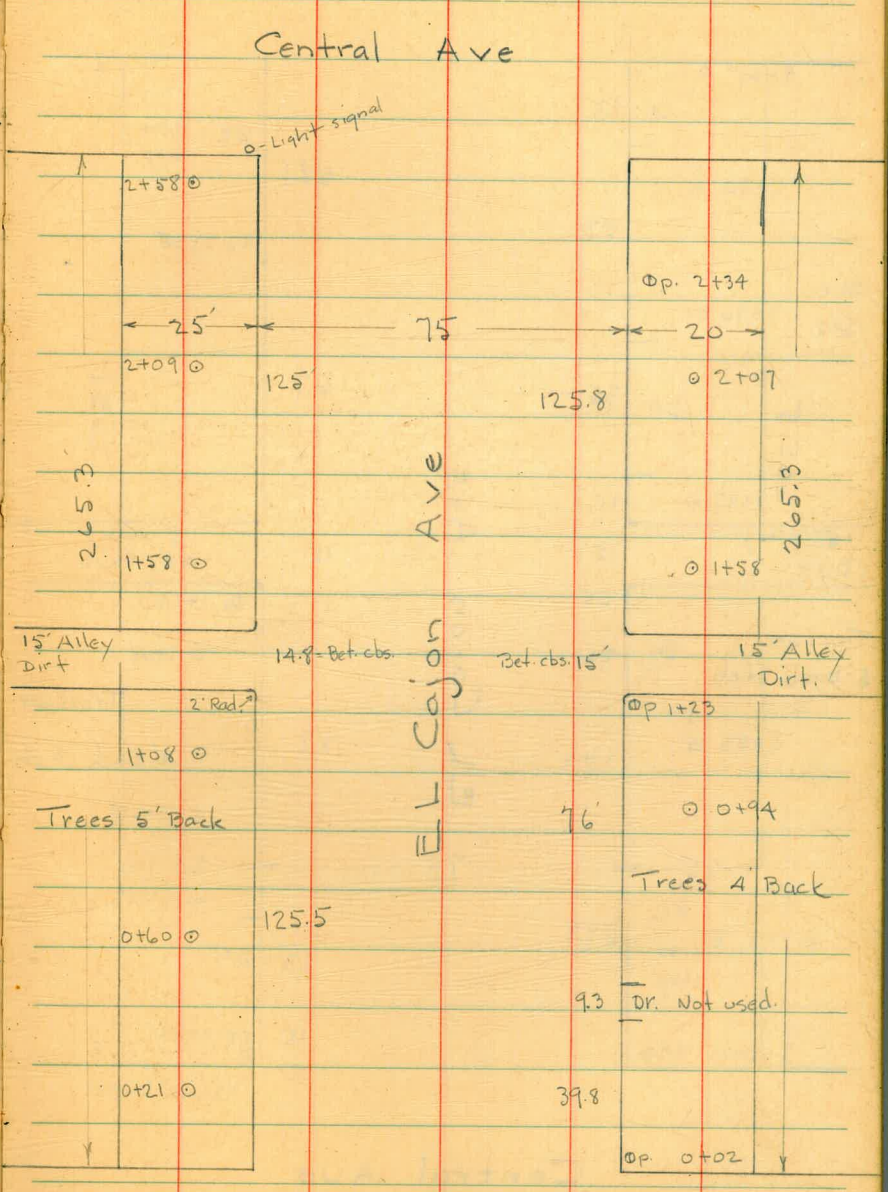 Central Ave
o-Light signal
2+58
Op. 2+34
25'
75
20
2+09
2+07
125'
125.8
265.3
265.3
EL Cajon Ave
1+58
1+58
15' Alley
Dirt
14.8-Bet. cbs.
Bet. cbs. 15'
15' Alley
Dirt.
2' Rad.
Op 1+23
1+08
0+94
Trees 5' Back
76'
Trees 4' Back
125.5
0+60
9.3
Dr. Not used.
0+21
39.8
Op. 0+02